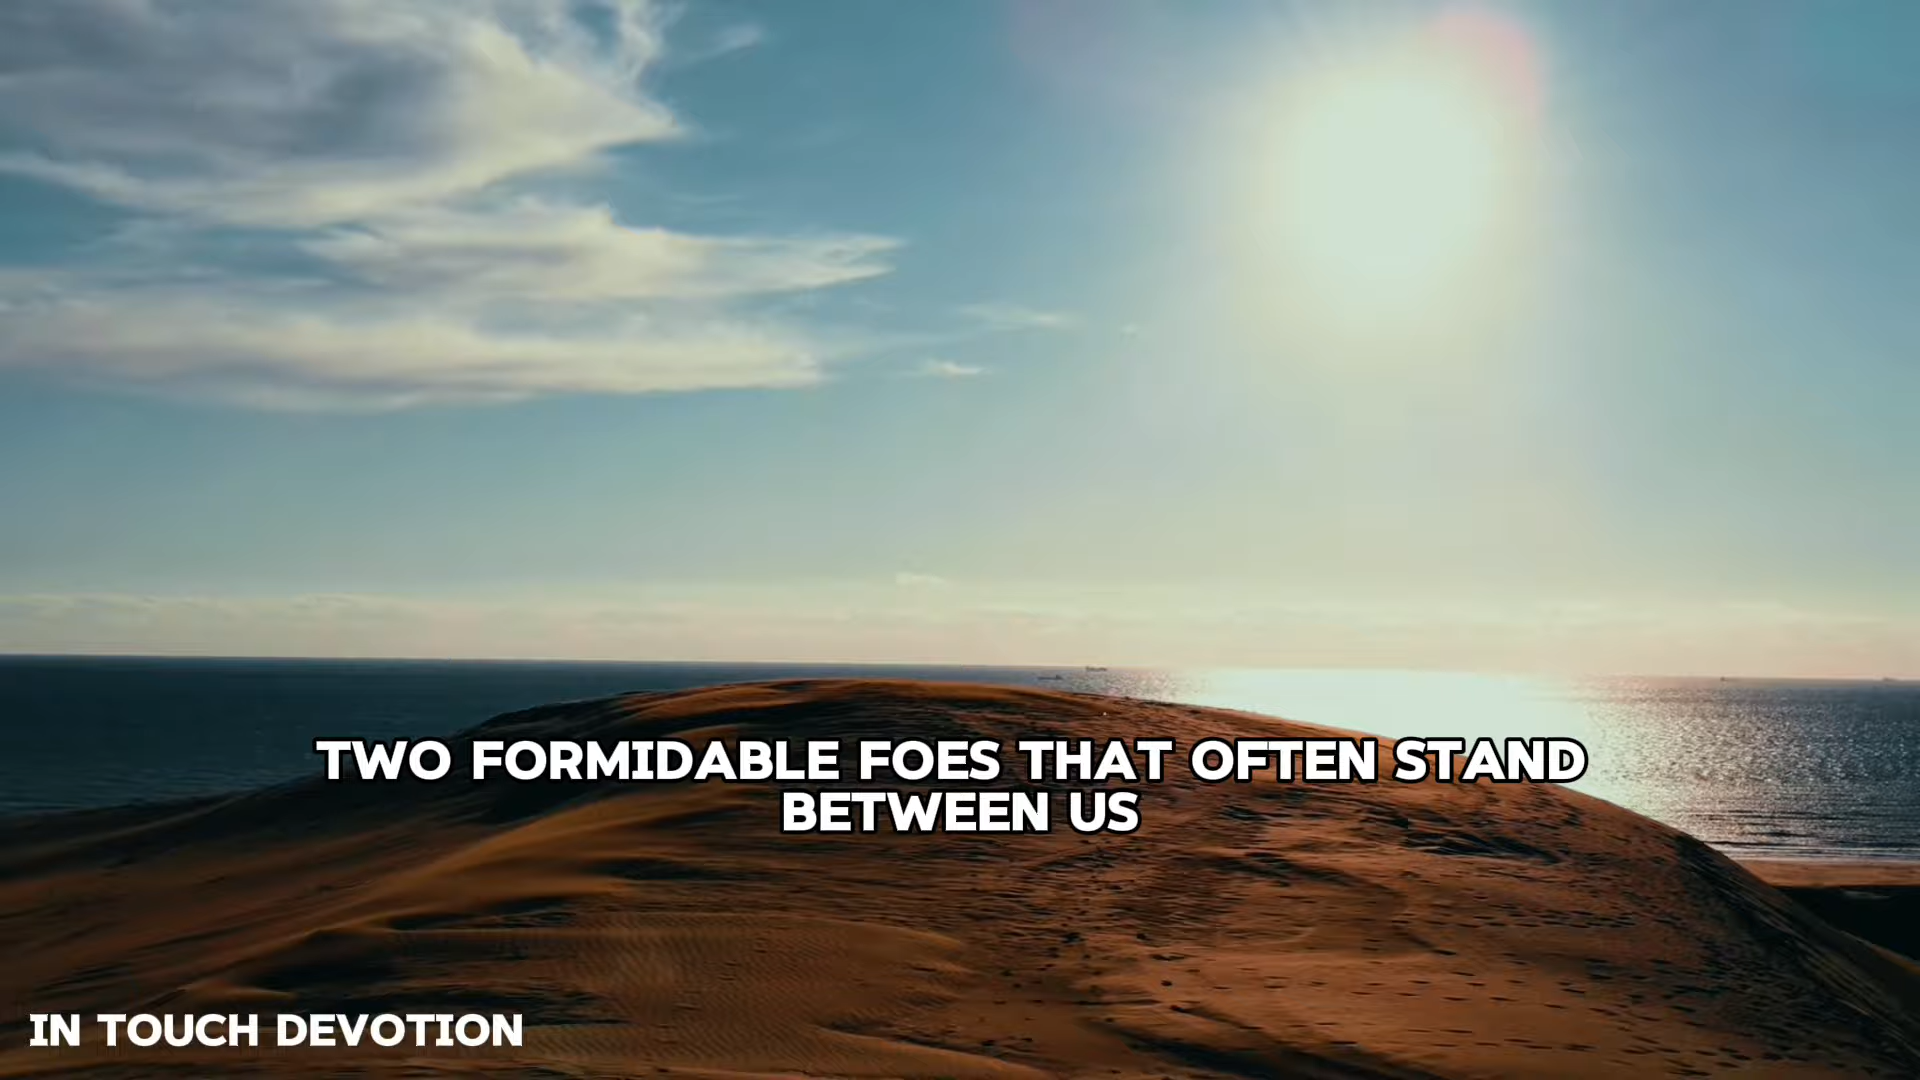 TWO FORMIDABLE FOES THAT OFTEN STAND
BETWEEN US
IN TOUCH DEVOTION